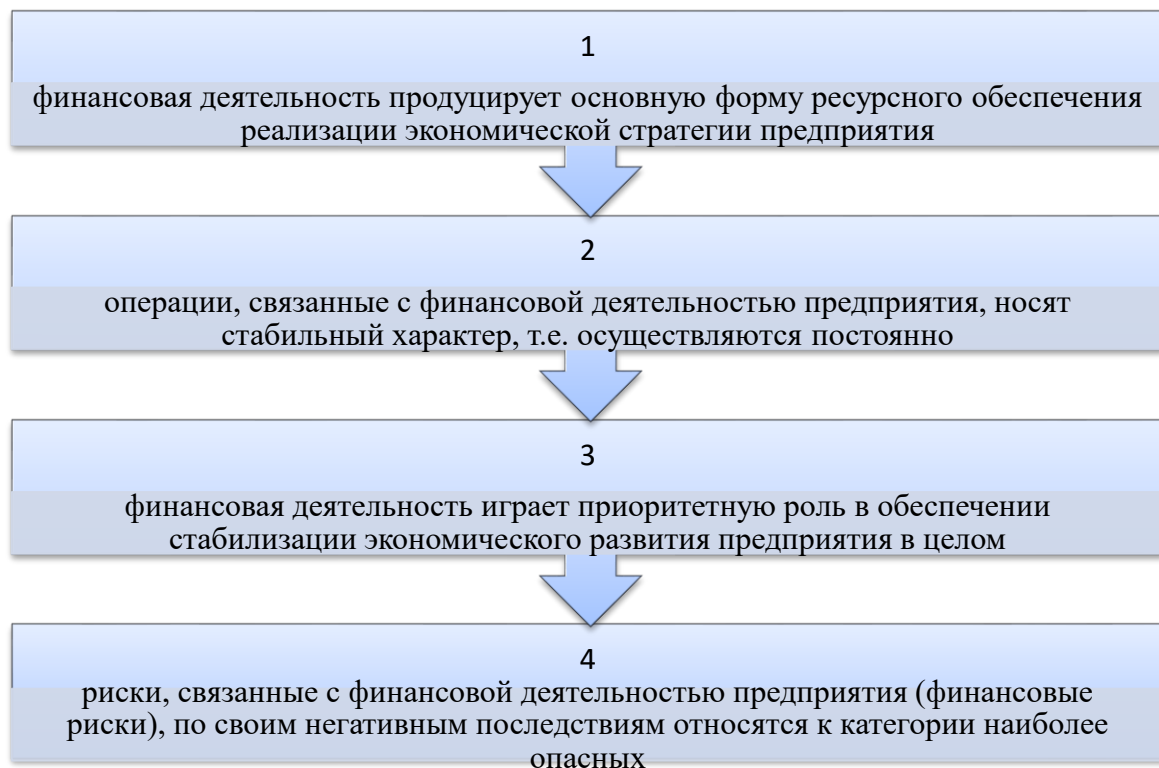 1
финансовая деятельность продуцирует основную форму ресурсного обеспечения
реализации экономической стратегии предприятия
2
операции, связанные с финансовой деятельностью предприятия, носят
стабильный характер, т.е. осуществляются постоянно
3
финансовая деятельность играет приоритетную роль в обеспечении
стабилизации экономического развития предприятия в целом
4
риски, связанные с финансовой деятельностью предприятия (финансовые
риски), по своим негативным последствиям относятся к категории наиболее
опасных